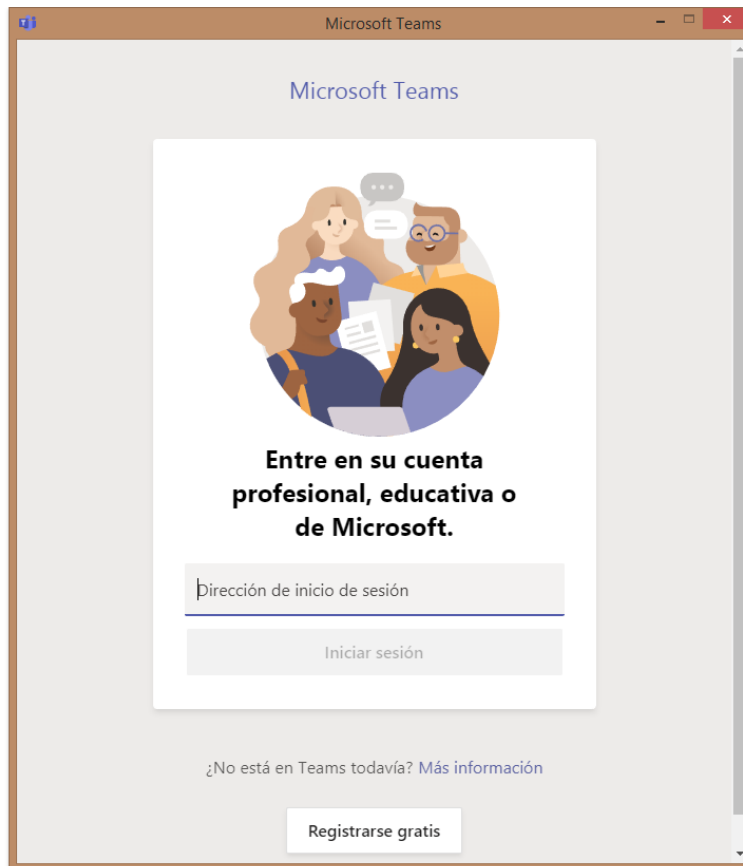 Microsoft Teams
Microsoft Teams
Entre en su cuenta
profesional, educativa o
de Microsoft.
Dirección de inicio de sesión
Iniciar sesión
¿No está en Teams todavía? Más información
Registrarse gratis